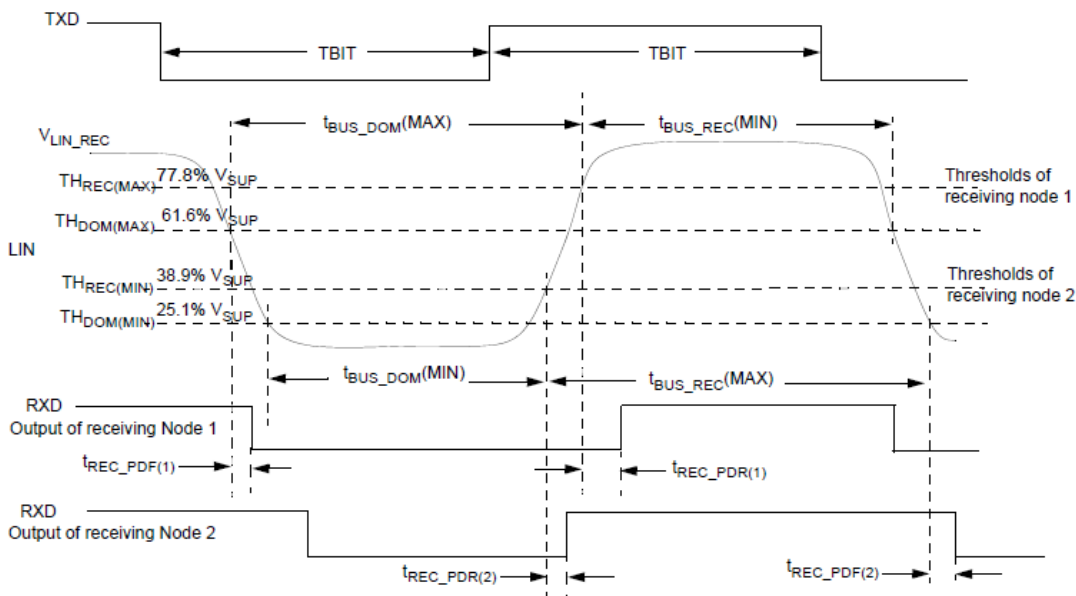 TXD
TBIT TBIT
tBUS_DOM(MAX) tBUS_REC(MIN)
VLIN_REC
THREC(MAX) 77.8% VSUP
Thresholds of
receiving node 1
THDOM(MAX) 61.6% VSUP
LIN
THREC(MIN) 38.9% VSUP
Thresholds of
receiving node 2
THDOM(MIN) 25.1% VSUP
tBUS_DOM(MIN) tBUS_REC(MAX)
RXD
Output of receiving Node 1
tREC_PDF(1) tREC_PDR(1)
RXD
Output of receiving Node 2
tREC_PDR(2) tREC_PDF(2)